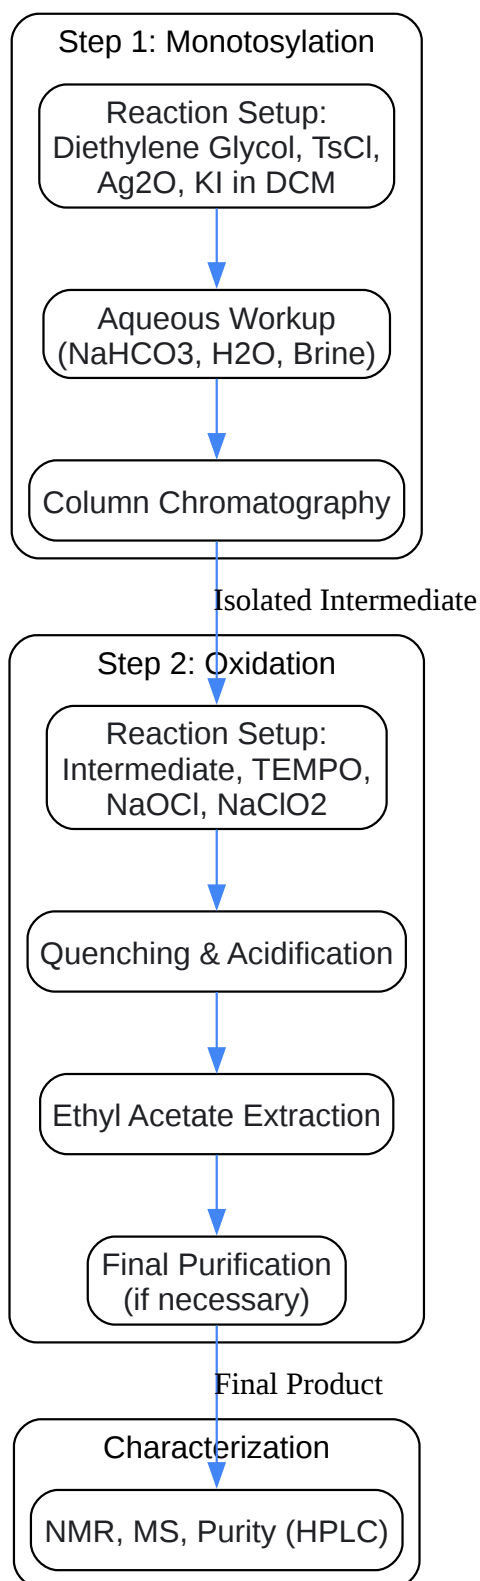 Step 1: Monotosylation
Reaction Setup:
Diethylene Glycol, TsCl,
Ag2O, KI in DCM
Aqueous Workup
(NaHCO3, H2O, Brine)
Column Chromatography
Isolated Intermediate
Step 2: Oxidation
Reaction Setup:
Intermediate, TEMPO,
NaOCl, NaClO2
Quenching & Acidification
Ethyl Acetate Extraction
Final Purification
(if necessary)
Final Product
Characterization
NMR, MS, Purity (HPLC)